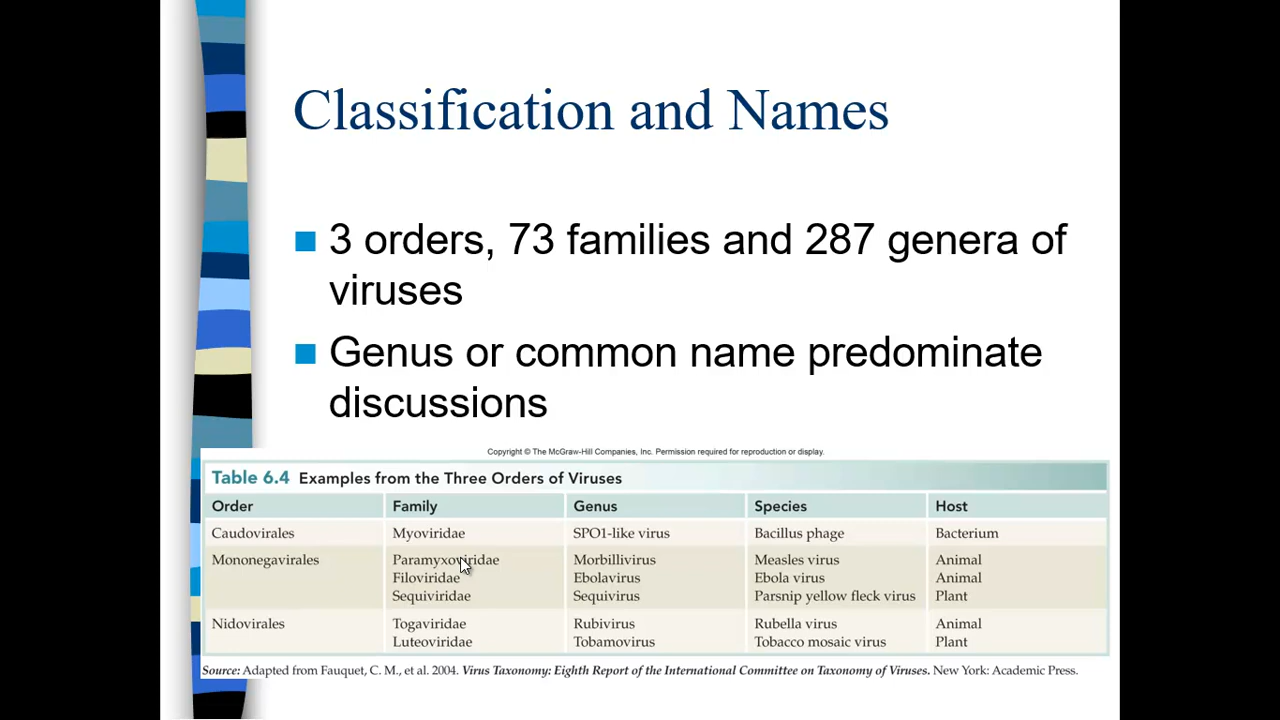 Classification and Names
3 orders, 73 families and 287 genera of
viruses
Genus or common name predominate
discussions
Copyright © The McGraw-Hill Companies, Inc. Permission required for reproduction or display.
Table 6.4 Examples from the Three Orders of Viruses
Order Family Genus Species Host
Caudovirales Myoviridae SPO1-like virus Bacillus phage Bacterium
Mononegavirales Paramyxoviridae Morbillivirus Measles virus Animal
Filoviridae Ebolavirus Ebola virus Animal
Sequiviridae Sequivirus Parsnip yellow fleck virus Plant
Nidovirales Togaviridae Rubivirus Rubella virus Animal
Luteoviridae Tobamovirus Tobacco mosaic virus Plant
Source: Adapted from Fauquet, C. M., et al. 2004. Virus Taxonomy: Eighth Report of the International Committee on Taxonomy of Viruses. New York: Academic Press.